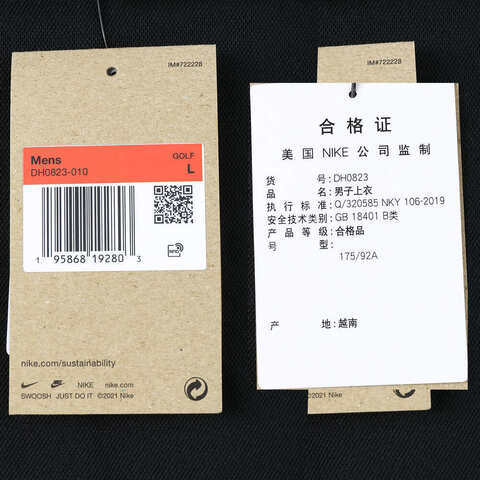 IM#722228
Mens
GOLF
DH0823-010
L
1 95868 19280 3
RFID
nike.com/sustainability
NIKE
nike.com
SWOOSH
JUST DO IT
©2021 Nike
IM#722228
合格证
美国 NIKE 公司监制
货 号: DH0823
品 名: 男子上衣
执行标准: Q/320585 NKY 106-2019
安全技术类别: GB 18401 B类
产品等级: 合格品
号 型:
175/92A
产 地: 越南
nike.com
©2021 Nike